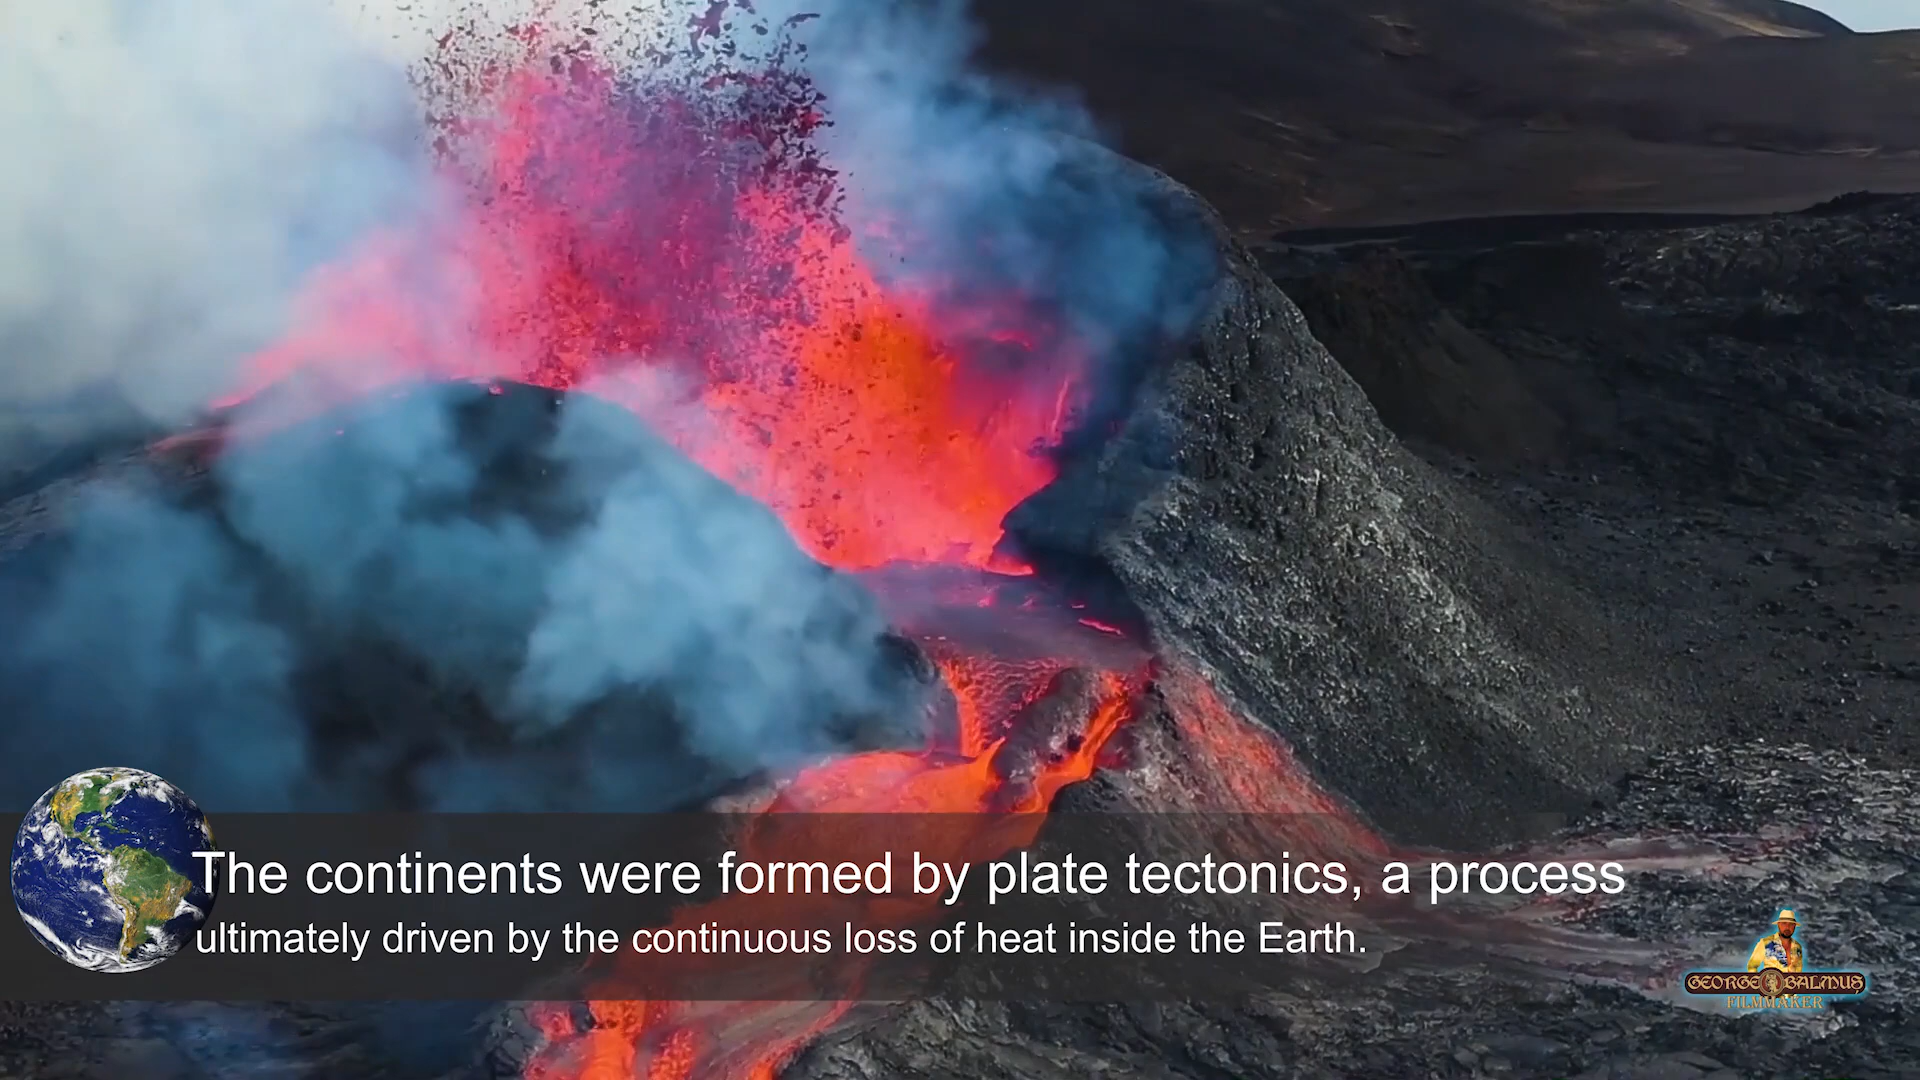 The continents were formed by plate tectonics, a process
ultimately driven by the continuous loss of heat inside the Earth.
GEORGE BALMUȘ
FILMMAKER